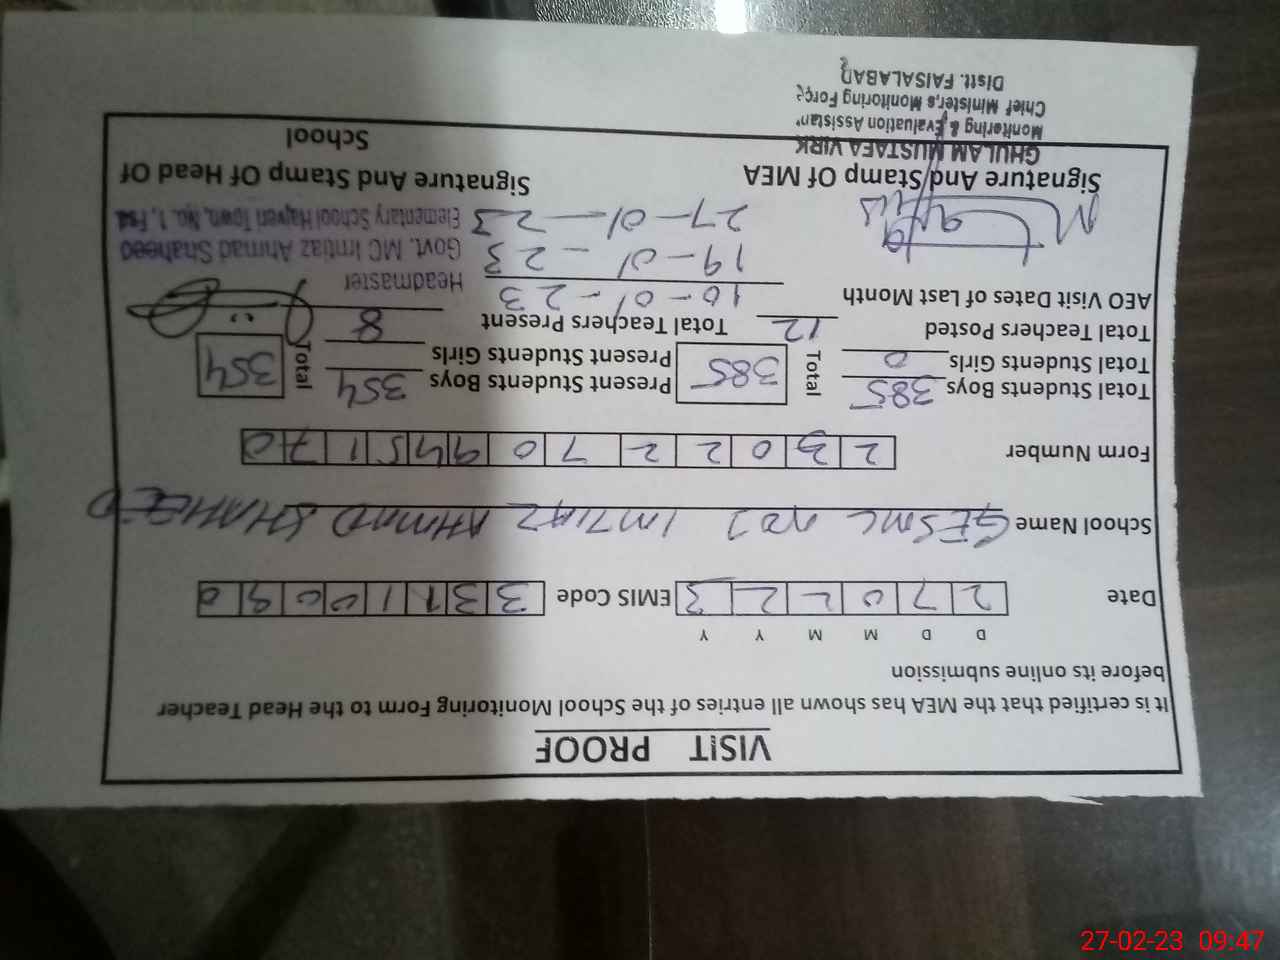 VISIT PROOF
It is certified that the MEA has shown all entries of the School Monitoring Form to the Head Teacher
before its online submission
D D M M Y Y
Date 2 7 0 2 2 3 EMIS Code 3 3 1 1 0 0 9 0
School Name GESMC NO 1 IMTIAZ AHMAD SHAHEED
Form Number 2 3 0 2 2 7 0 9 4 5 1 7 0
Total Students Boys 385 Total 385 Present Students Boys 354 Total 354
Total Students Girls 0 Present Students Girls
Total Teachers Posted 12 Total Teachers Present 8
AEO Visit Dates of Last Month 10-01-23
19-01-23
27-01-23
Headmaster
Govt. MC Imtiaz Ahmad Shaheed
Elementary School Haven Town, No. 1, Fsd
Signature And Stamp Of MEA Signature And Stamp Of Head Of
School
GHULAM MUSTAFA VIRK
Monitoring & Evaluation Assistan
Chief Minister,s Monitoring Force
Distt. FAISALABAD
27-02-23 09:47